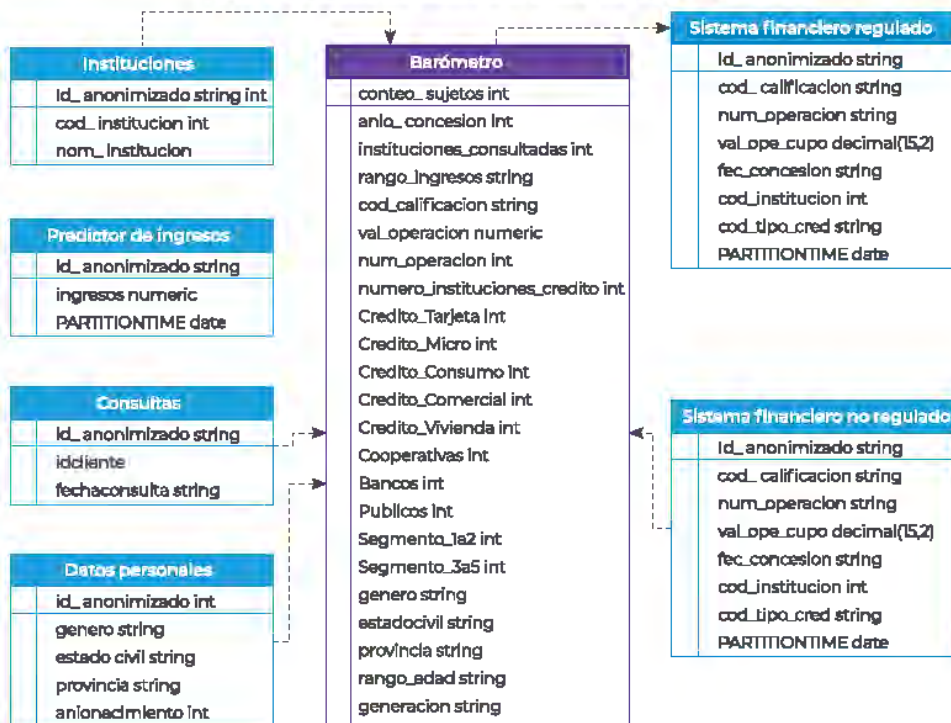 Instituciones
Id_anonimizado string int
cod_institucion int
nom_institucion
Predictor de ingresos
Id_anonimizado string
ingresos numeric
PARTITIONTIME date
Consultas
Id_anonimizado string
idcliente
fechaconsulta string
Datos personales
id_anonimizado int
genero string
estado civil string
provincia string
anionacimiento int
Barómetro
conteo_sujetos int
anio_concesion int
instituciones_consultadas int
rango_ingresos string
cod_calificacion string
val_operacion numeric
num_operacion int
numero_instituciones_credito int
Credito_Tarjeta int
Credito_Micro int
Credito_Consumo int
Credito_Comercial int
Credito_Vivienda int
Cooperativas int
Bancos int
Publicos int
Segmento_1a2 int
Segmento_3a5 int
genero string
estadocivil string
provincia string
rango_edad string
generacion string
Sistema financiero regulado
Id_anonimizado string
cod_calificacion string
num_operacion string
val_ope_cupo decimal(15,2)
fec_concesion string
cod_institucion int
cod_tipo_cred string
PARTITIONTIME date
Sistema financiero no regulado
Id_anonimizado string
cod_calificacion string
num_operacion string
val_ope_cupo decimal(15,2)
fec_concesion string
cod_institucion int
cod_tipo_cred string
PARTITIONTIME date